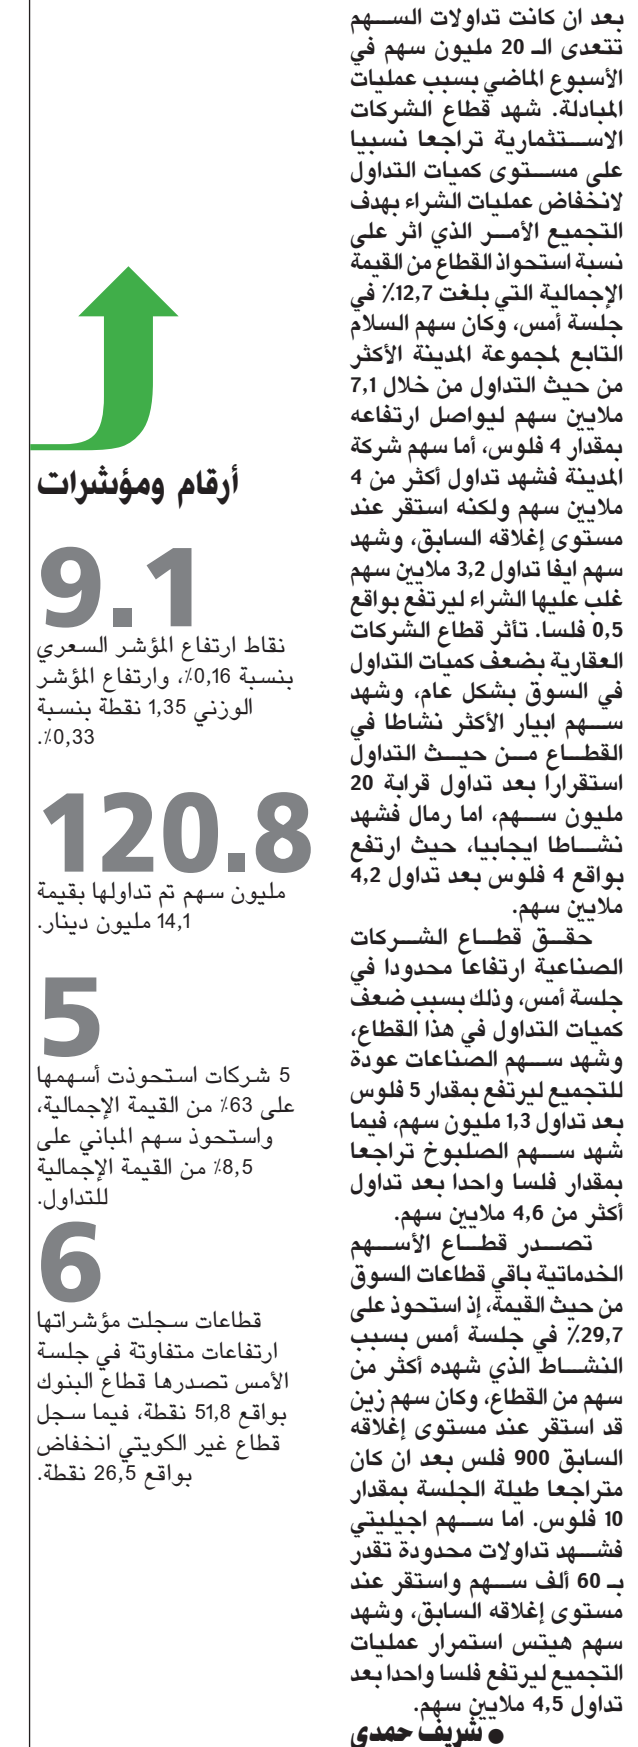 بعد ان كانت تداولات السهم
تتعدى الـ 20 مليون سهم في
الأسبوع الماضي بسبب عمليات
المبادلة. شهد قطاع الشركات
الاستثمارية تراجعا نسبيا
على مستوى كميات التداول
لانخفاض عمليات الشراء بهدف
التجميع الأمر الذي اثر على
نسبة استحواذ القطاع من القيمة
الإجمالية التي بلغت 12,7٪ في
جلسة أمس، وكان سهم السلام
التابع لمجموعة المدينة الأكثر
من حيث التداول من خلال 7,1
ملايين سهم ليواصل ارتفاعه
بمقدار 4 فلوس، أما سهم شركة
المدينة فشهد تداول أكثر من 4
ملايين سهم ولكنه استقر عند
مستوى إغلاقه السابق، وشهد
سهم ايفا تداول 3,2 ملايين سهم
غلب عليها الشراء ليرتفع بواقع
0,5 فلسا. تأثر قطاع الشركات
العقارية بضعف كميات التداول
في السوق بشكل عام، وشهد
سهم ابيار الأكثر نشاطا في
القطاع من حيث التداول
استقرارا بعد تداول قرابة 20
مليون سهم، اما رمال فشهد
نشاطا ايجابيا، حيث ارتفع
بواقع 4 فلوس بعد تداول 4,2
ملايين سهم.
حقق قطاع الشركات
الصناعية ارتفاعا محدودا في
جلسة أمس، وذلك بسبب ضعف
كميات التداول في هذا القطاع،
وشهد سهم الصناعات عودة
للتجميع ليرتفع بمقدار 5 فلوس
بعد تداول 1,3 مليون سهم، فيما
شهد سهم الصلبوخ تراجعا
بمقدار فلسا واحدا بعد تداول
أكثر من 4,6 ملايين سهم.
تصدر قطاع الأسهم
الخدماتية باقي قطاعات السوق
من حيث القيمة، إذ استحوذ على
29,7٪ في جلسة أمس بسبب
النشاط الذي شهده أكثر من
سهم من القطاع، وكان سهم زين
قد استقر عند مستوى إغلاقه
السابق 900 فلس بعد ان كان
متراجعا طيلة الجلسة بمقدار
10 فلوس. اما سهم اجيليتي
فشهد تداولات محدودة تقدر
بـ 60 ألف سهم واستقر عند
مستوى إغلاقه السابق، وشهد
سهم هيتس استمرار عمليات
التجميع ليرتفع فلسا واحدا بعد
تداول 4,5 ملايين سهم.
● شريف حمدي
أرقام ومؤشرات
9.1
نقاط ارتفاع المؤشر السعري
بنسبة 0,16٪، وارتفاع المؤشر
الوزني 1,35 نقطة بنسبة
0,33٪.
120.8
مليون سهم تم تداولها بقيمة
14,1 مليون دينار.
5
5 شركات استحوذت أسهمها
على 63٪ من القيمة الإجمالية،
واستحوذ سهم المباني على
8,5٪ من القيمة الإجمالية
للتداول.
6
قطاعات سجلت مؤشراتها
ارتفاعات متفاوتة في جلسة
الأمس تصدرها قطاع البنوك
بواقع 51,8 نقطة، فيما سجل
قطاع غير الكويتي انخفاض
بواقع 26,5 نقطة.